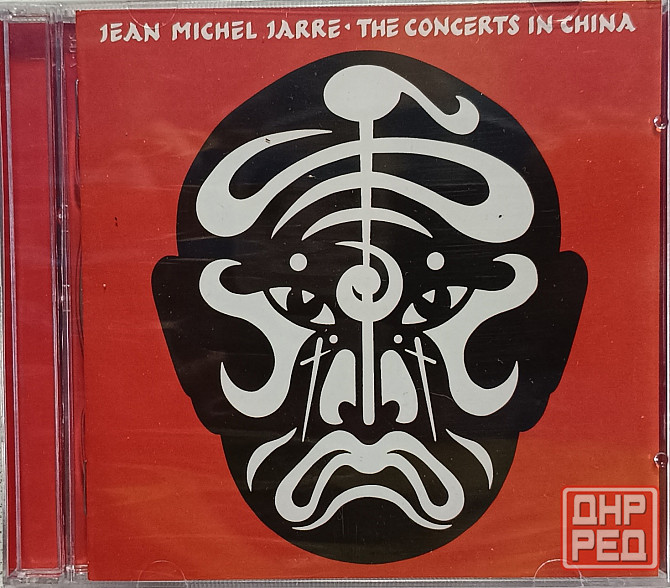 JEAN MICHEL JARRE • THE CONCERTS IN CHINA
ДНР
РЕД